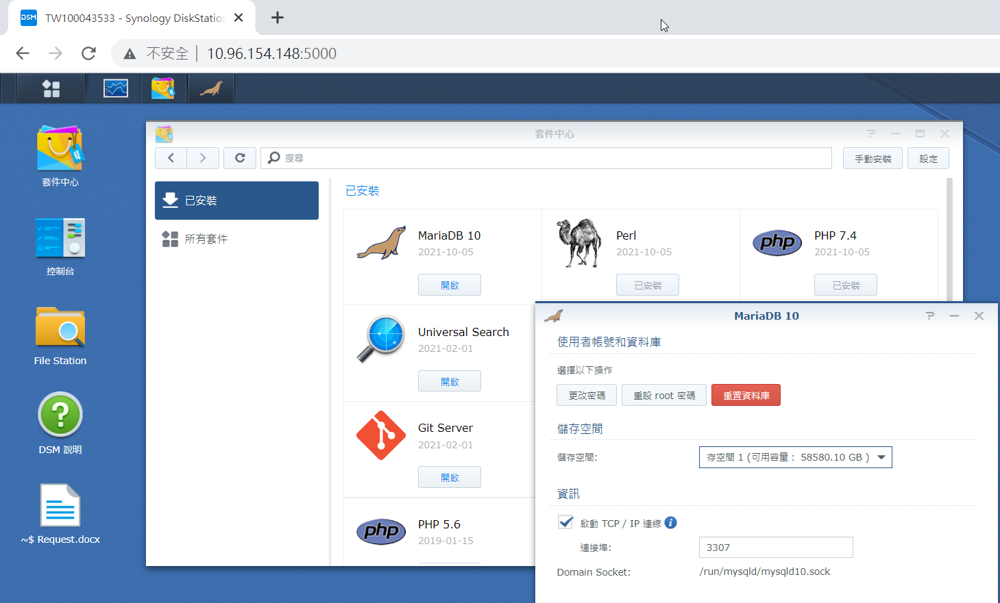 DSM TW100043533 - Synology DiskStation
不安全 10.96.154.148:5000
套件中心
控制台
File Station
DSM 說明
~$ Request.docx
套件中心
搜尋
手動安裝
設定
已安裝
所有套件
已安裝
MariaDB 10
2021-10-05
開啟
Perl
2021-10-05
已安裝
php
PHP 7.4
2021-10-05
已安裝
Universal Search
2021-02-01
開啟
Git Server
2021-02-01
開啟
php
PHP 5.6
2019-01-15
MariaDB 10
使用者帳號和資料庫
選擇以下操作
更改密碼 重設 root 密碼 重置資料庫
儲存空間
儲存空間: 存空間 1 (可用容量: 58580.10 GB )
資訊
啟動 TCP / IP 連線
連接埠: 3307
Domain Socket: /run/mysqld/mysqld10.sock